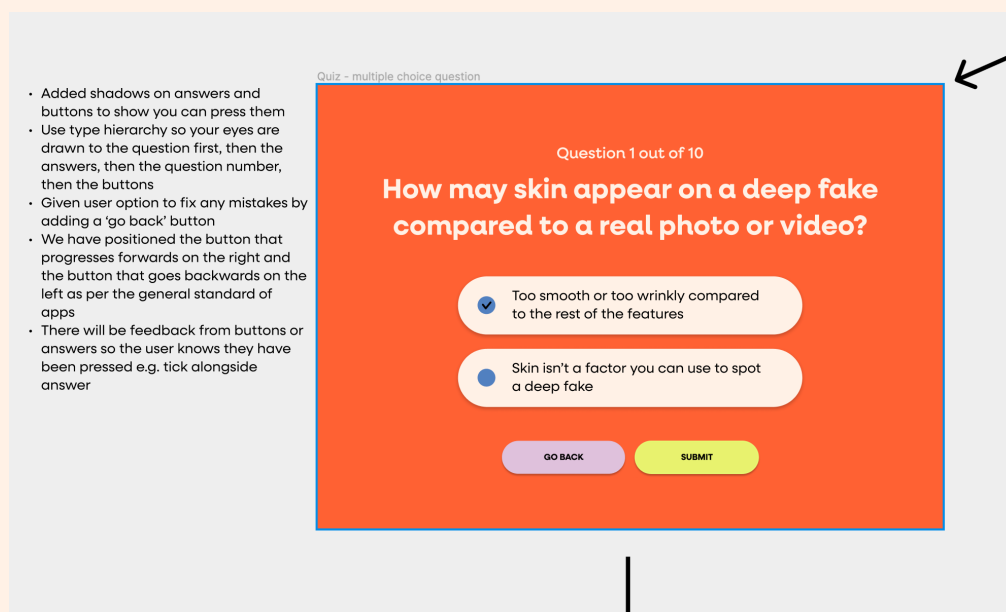 • Added shadows on answers and
buttons to show you can press them
• Use type hierarchy so your eyes are
drawn to the question first, then the
answers, then the question number,
then the buttons
• Given user option to fix any mistakes by
adding a ‘go back’ button
• We have positioned the button that
progresses forwards on the right and
the button that goes backwards on the
left as per the general standard of
apps
• There will be feedback from buttons or
answers so the user knows they have
been pressed e.g. tick alongside
answer
Quiz - multiple choice question
Question 1 out of 10
How may skin appear on a deep fake
compared to a real photo or video?
Too smooth or too wrinkly compared
to the rest of the features
Skin isn't a factor you can use to spot
a deep fake
GO BACK
SUBMIT